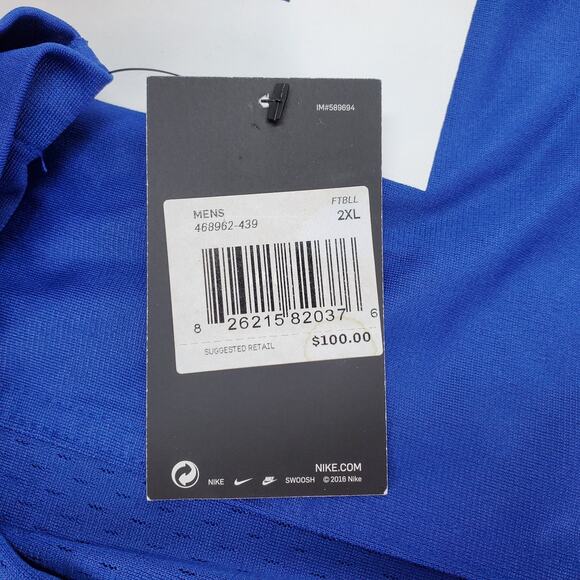 IM#589694
MENS FTBLL
468962-439 2XL
8 26215 82037 6
SUGGESTED RETAIL $100.00
NIKE.COM
NIKE SWOOSH © 2016 Nike